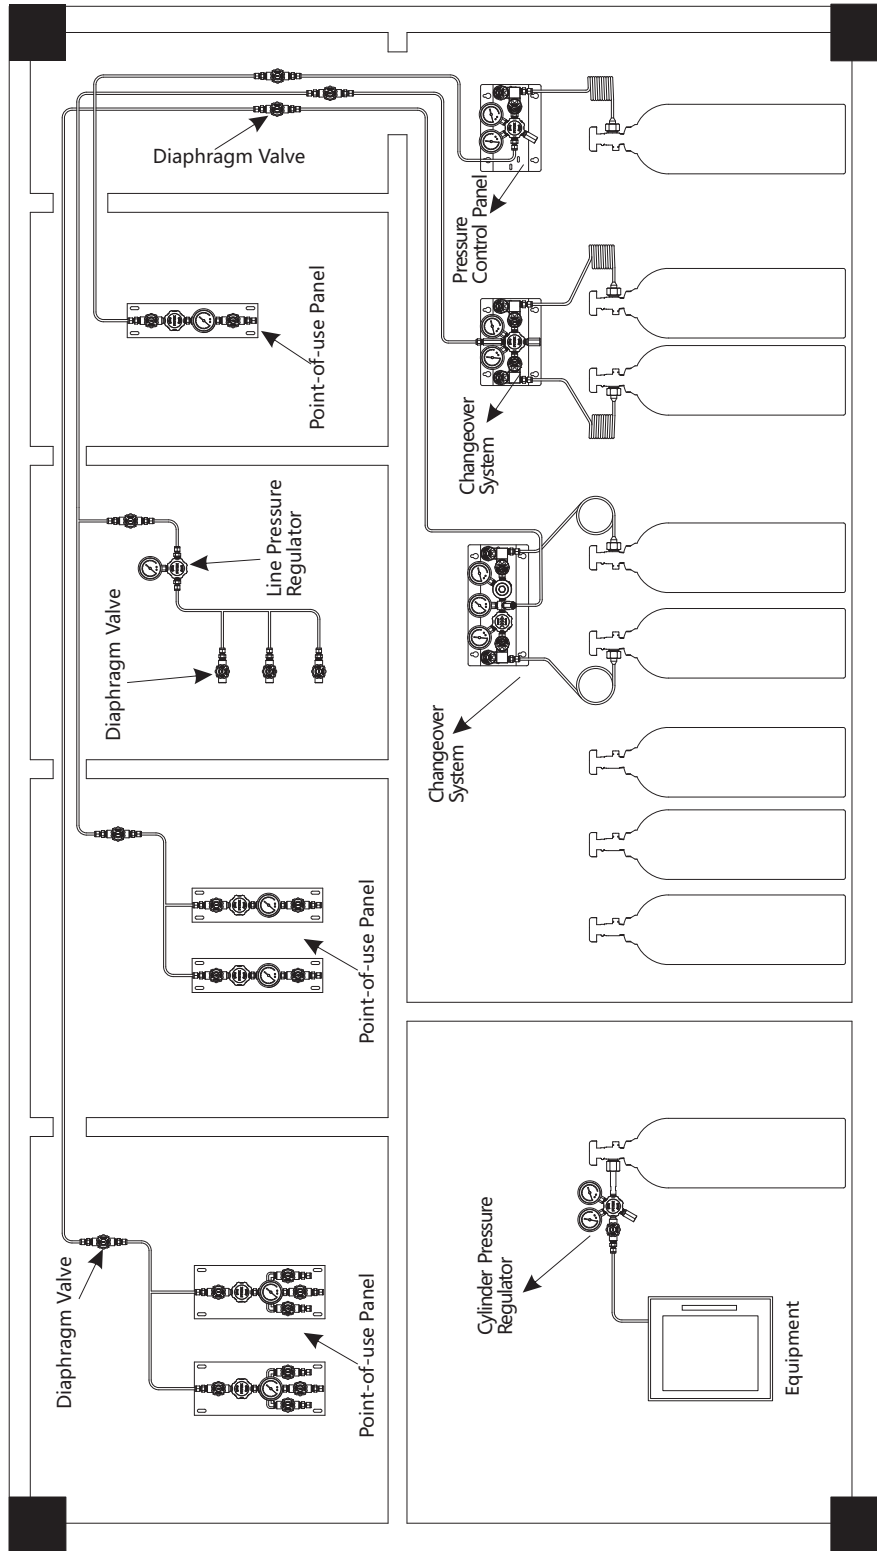 Diaphragm Valve
Pressure
Control Panel
Point-of-use Panel
Changeover
System
Line Pressure
Regulator
Diaphragm Valve
Changeover
System
Point-of-use Panel
Cylinder Pressure
Regulator
Diaphragm Valve
Point-of-use Panel
Equipment